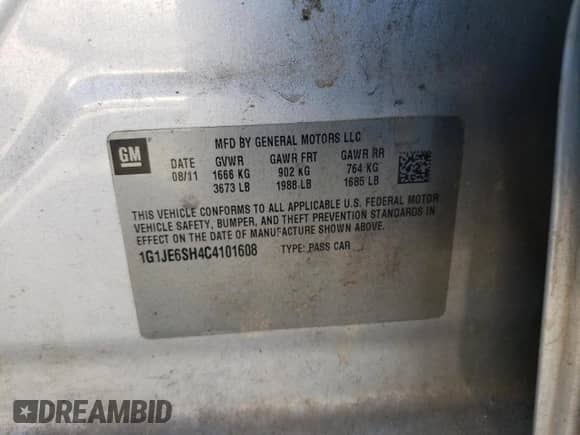 GM
MFD BY GENERAL MOTORS LLC
DATE GVWR GAWR FRT GAWR RR
08/11 1666 KG 902 KG 764 KG
3673 LB 1988 LB 1685 LB
THIS VEHICLE CONFORMS TO ALL APPLICABLE U.S. FEDERAL MOTOR
VEHICLE SAFETY, BUMPER, AND THEFT PREVENTION STANDARDS IN
EFFECT ON THE DATE OF MANUFACTURE SHOWN ABOVE.
1G1JE6SH4C4101608 TYPE: PASS CAR
DREAMBID